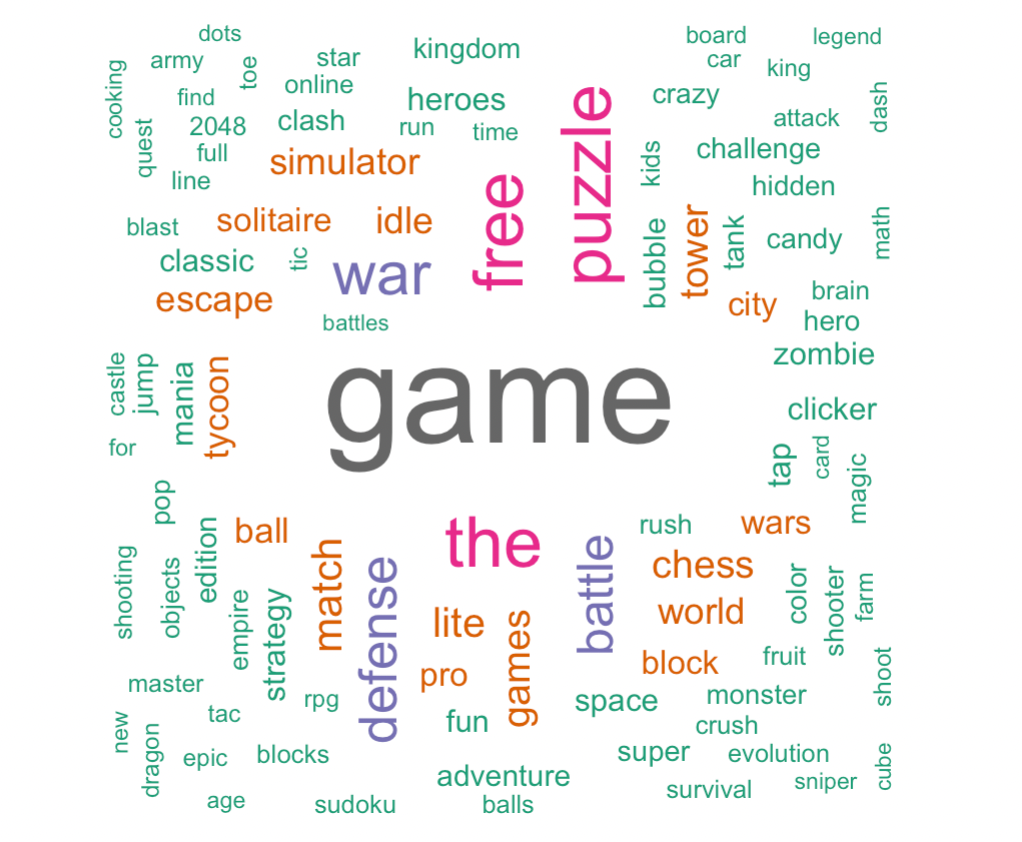 dots
army
toe
star
kingdom
board
legend
car
king
cooking
find
online
heroes
crazy
dash
quest
2048
clash
run
time
attack
full
simulator
puzzle
kids
challenge
line
free
hidden
blast
solitaire
idle
bubble
tower
tank
candy
math
classic
tic
war
escape
city
brain
battles
hero
castle
jump
mania
tycoon
game
zombie
clicker
for
tap
card
magic
pop
ball
the
rush
wars
shooting
objects
edition
match
defense
battle
chess
color
shooter
farm
empire
strategy
lite
games
world
master
rpg
pro
block
fruit
shoot
new
dragon
tac
fun
space
monster
crush
epic
blocks
super
evolution
cube
adventure
survival
sniper
age
sudoku
balls